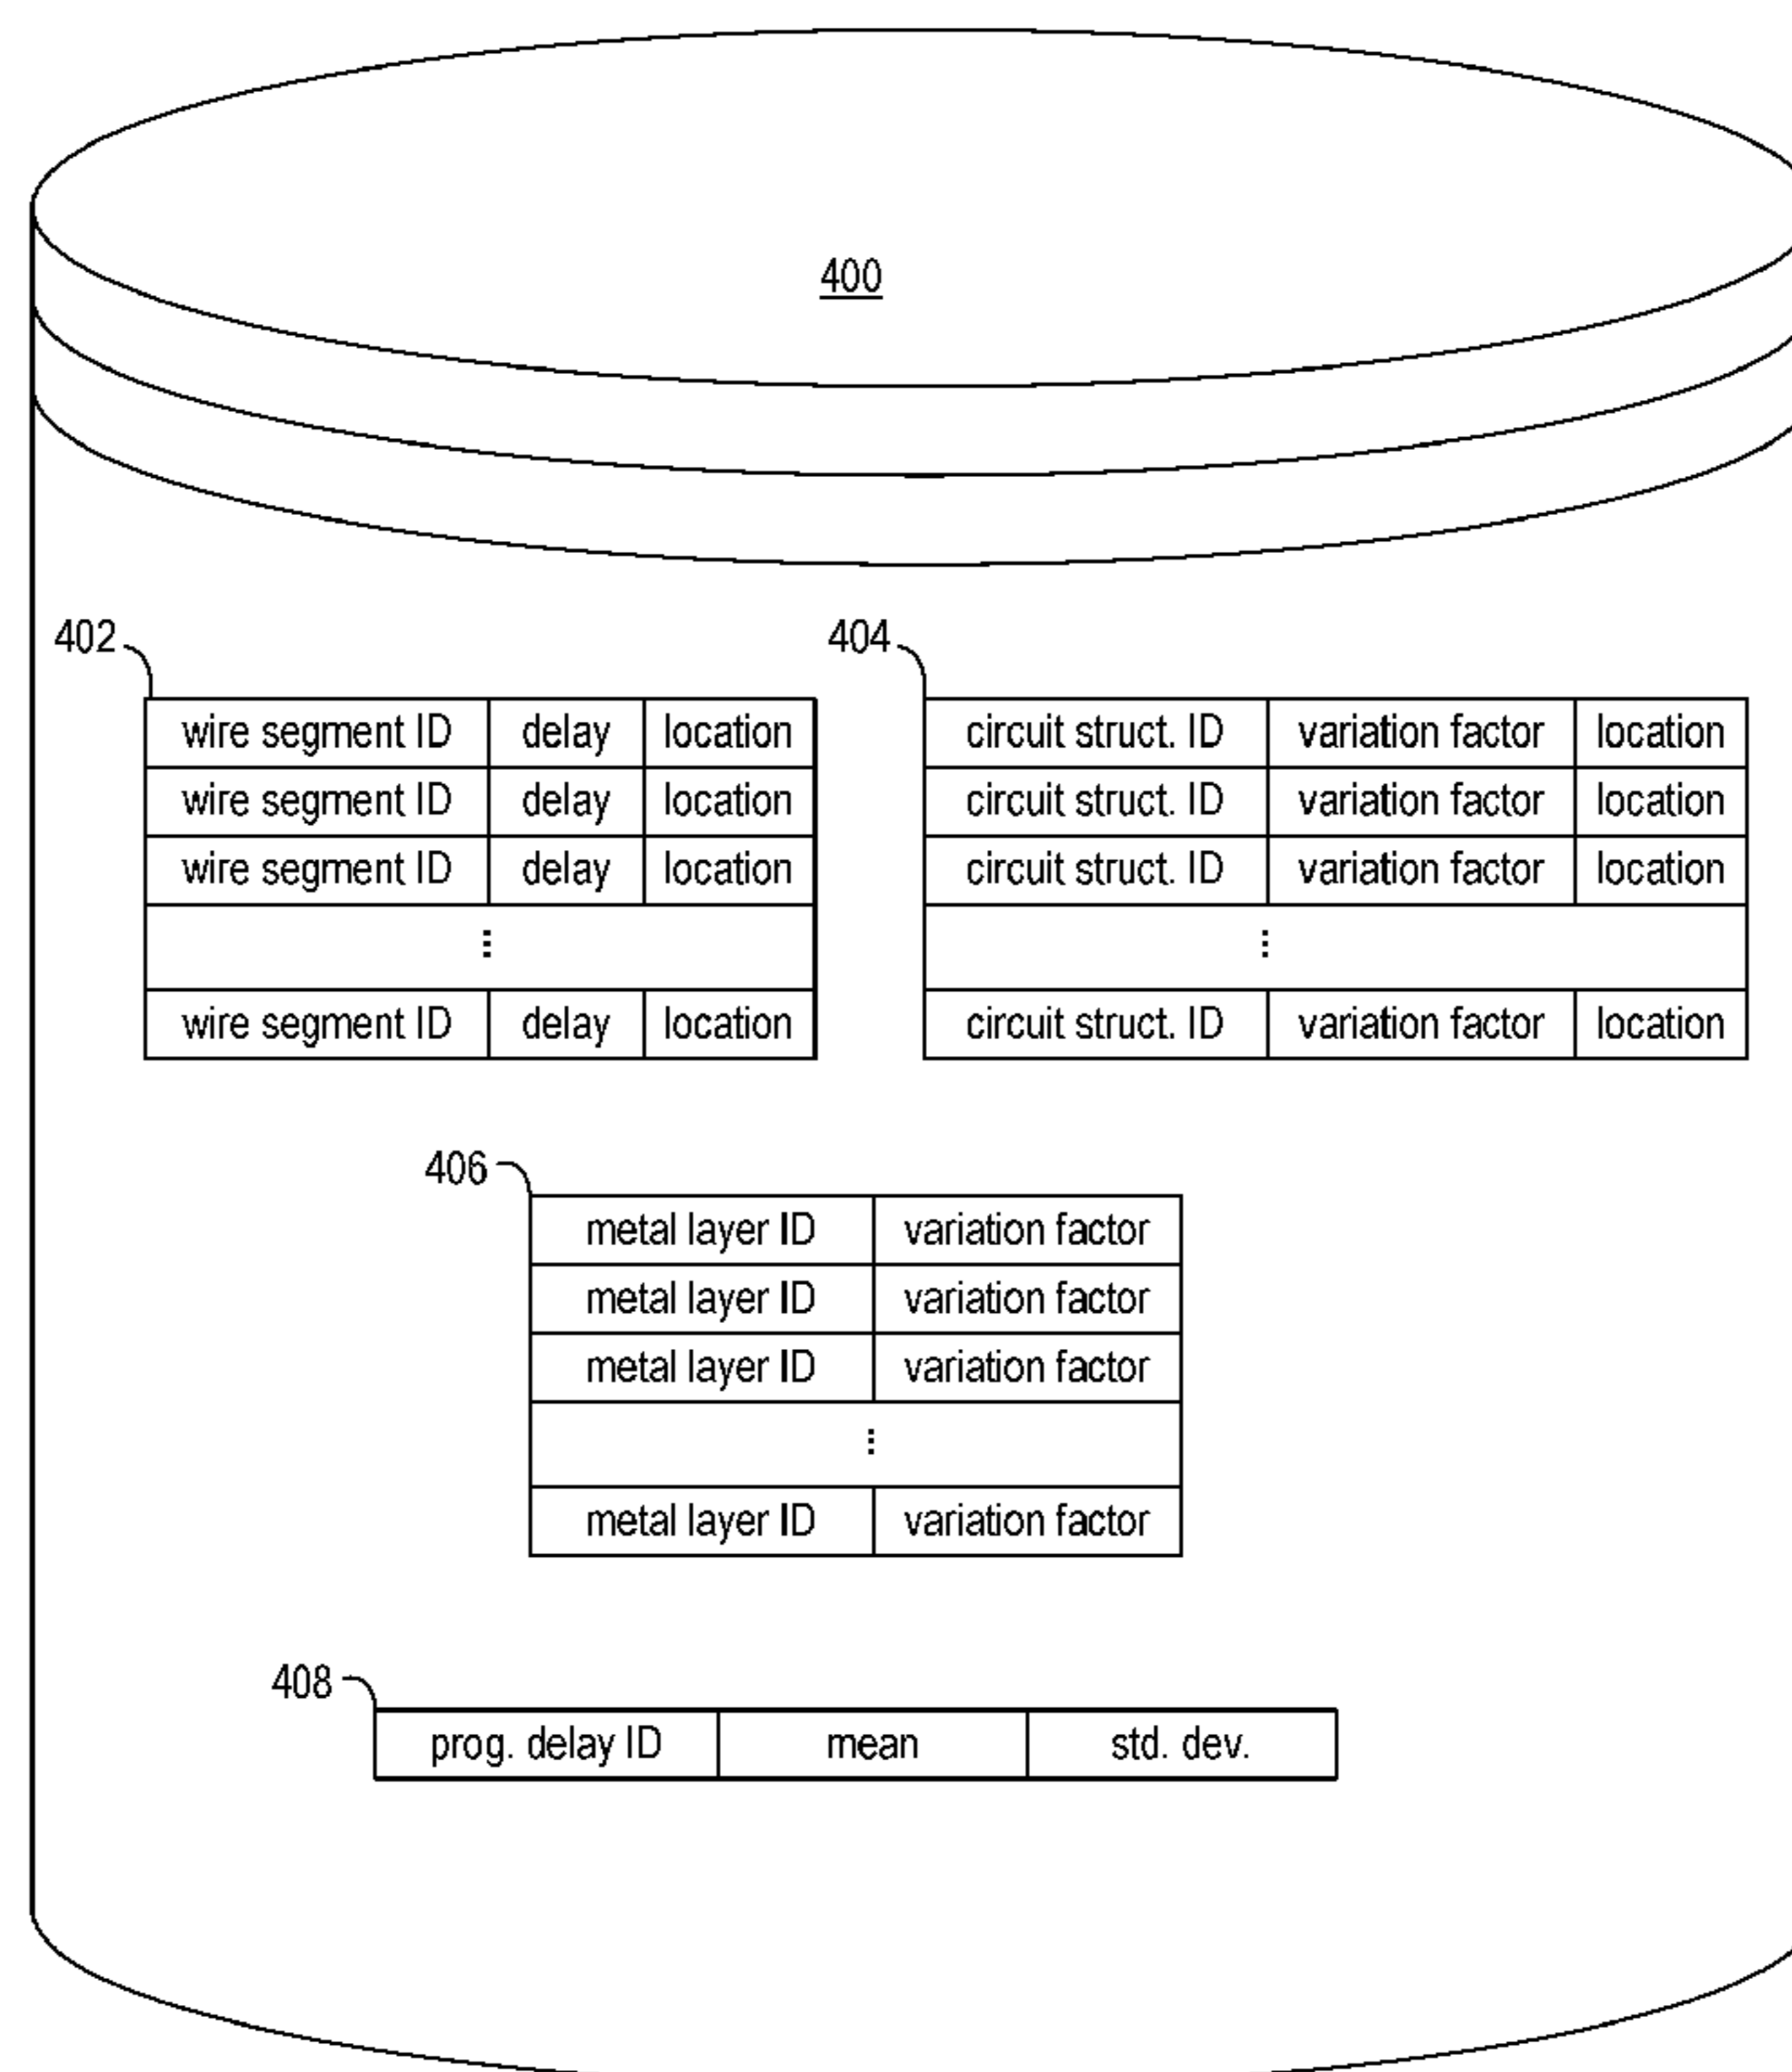 400
402
wire segment ID delay location
wire segment ID delay location
wire segment ID delay location
⋮
wire segment ID delay location
404
circuit struct. ID variation factor location
circuit struct. ID variation factor location
circuit struct. ID variation factor location
⋮
circuit struct. ID variation factor location
406
metal layer ID variation factor
metal layer ID variation factor
metal layer ID variation factor
⋮
metal layer ID variation factor
408
prog. delay ID mean std. dev.